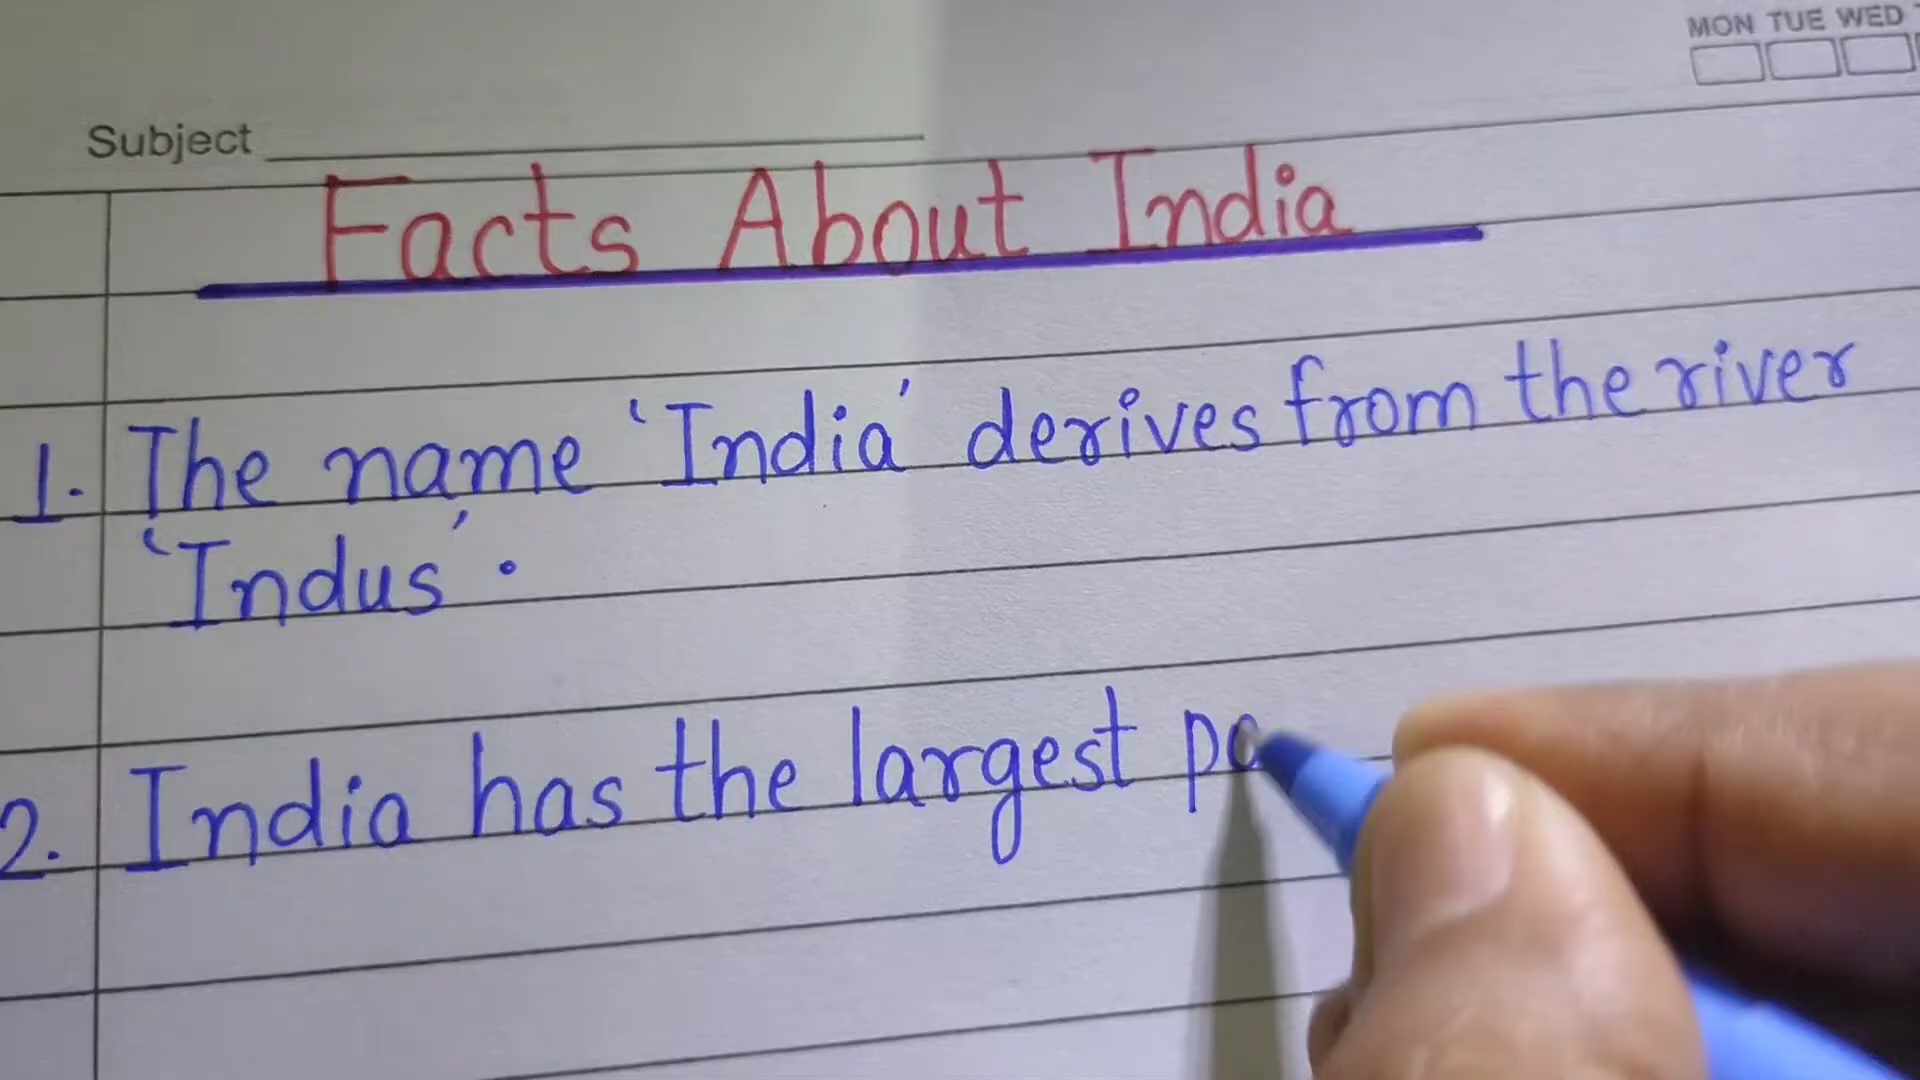 MON TUE WED
Subject
Facts About India
1. The name 'India' derives from the river
'Indus'.
2. India has the largest po